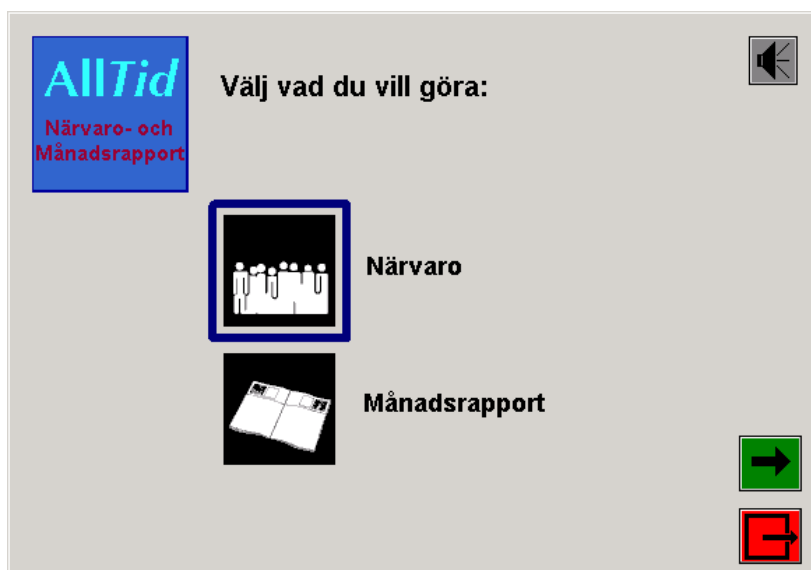 AllTid
Närvaro- och
Månadsrapport
Välj vad du vill göra:
Närvaro
Månadsrapport